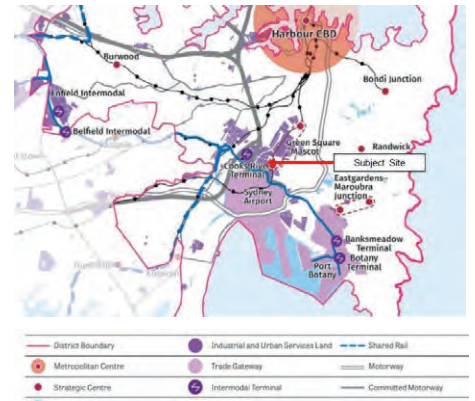 Harbour CBD
Burwood
Bondi Junction
Enfield Intermodal
Belfield Intermodal
Green Square
Mascot
Randwick
Cooks River
Terminal
Subject Site
Sydney
Airport
Eastgardens
Maroubra
Junction
Banksmeadow
Terminal
Botany
Terminal
Port
Botany
District Boundary
Industrial and Urban Services Land
Shared Rail
Metropolitan Centre
Trade Gateway
Motorway
Strategic Centre
Intermodal Terminal
Committed Motorway